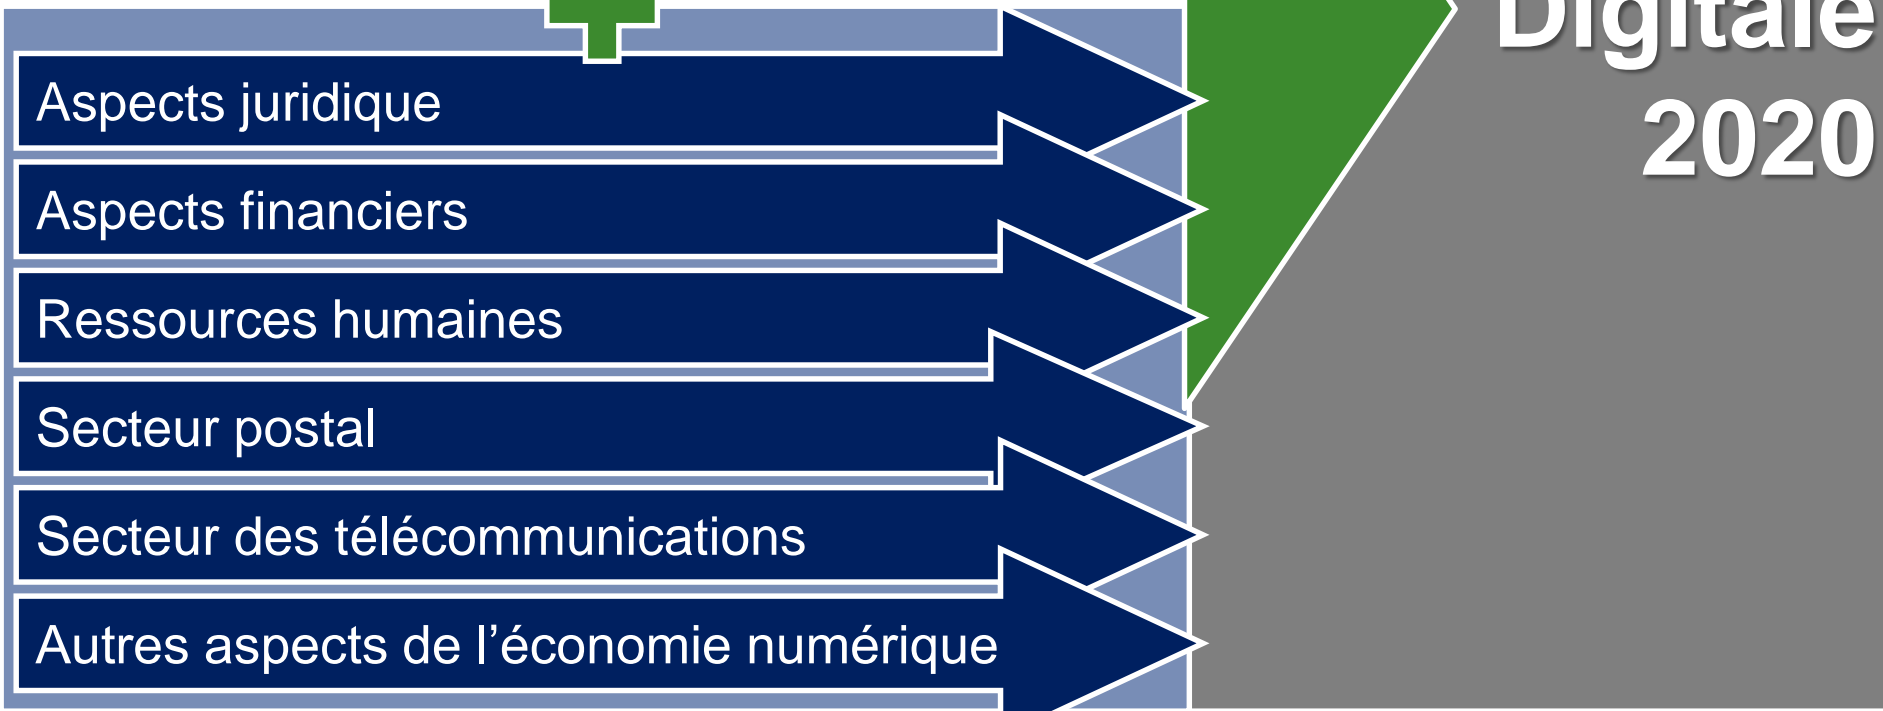 Digitale
2020
Aspects juridique
Aspects financiers
Ressources humaines
Secteur postal
Secteur des télécommunications
Autres aspects de l’économie numérique